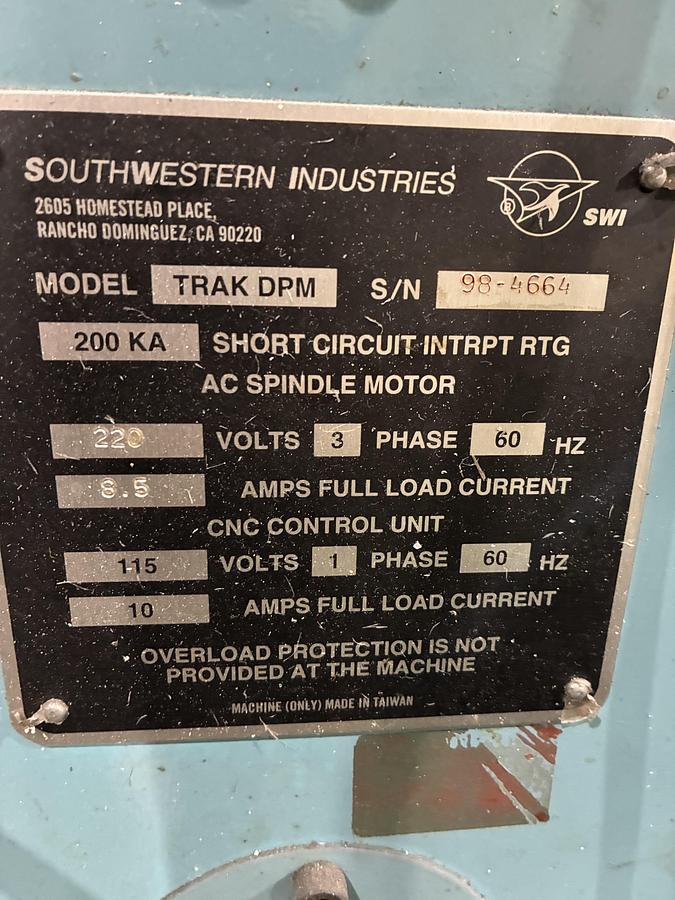 SOUTHWESTERN INDUSTRIES
2605 HOMESTEAD PLACE,
RANCHO DOMINGUEZ, CA 90220
® SWI
MODEL TRAK DPM S/N 98-4664
200 KA SHORT CIRCUIT INTRPT RTG
AC SPINDLE MOTOR
220 VOLTS 3 PHASE 60 HZ
8.5 AMPS FULL LOAD CURRENT
CNC CONTROL UNIT
115 VOLTS 1 PHASE 60 HZ
10 AMPS FULL LOAD CURRENT
OVERLOAD PROTECTION IS NOT
PROVIDED AT THE MACHINE
MACHINE (ONLY) MADE IN TAIWAN